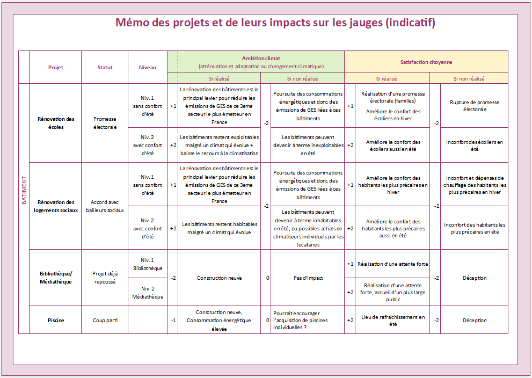 Mémo des projets et de leurs impacts sur les jauges (indicatif)
Ambition climat
(atténuation et adaptation au changement climatique)
Satisfaction citoyenne
Projet
Statut
Niveau
Si réalisé
Si non réalisé
Si réalisé
Si non réalisé
BATIMENT
Rénovation des
écoles
Promesse
électorale
Niv. 1
sans confort
d'été
+1
La rénovation des bâtiments est le
principal levier pour réduire les
émissions de GES de ce 3eme
secteur le plus émetteur en
France
-2
Poursuite des consommations
énergétiques et donc des
émissions de GES liées à ces
bâtiments
+1
Réalisation d'une promesse
électorale (familles)
Améliore le confort des
écoliers en hiver
-2
Rupture de promesse
électorale
Niv. 2
avec confort
d'été
+2
Les bâtiments restent exploitables
malgré un climat qui évolue +
baisse le recours à la climatisation
Les bâtiments peuvent
devenir à terme inexploitables
en été
+2
Améliore le confort des
écoliers aussi en été
Inconfort des écoliers en
été
Rénovation des
logements sociaux
Accord avec
bailleurs sociaux
Niv. 1
sans confort
d'été
+1
La rénovation des bâtiments est le
principal levier pour réduire les
émissions de GES de ce 3eme
secteur le plus émetteur en
France
-2
Poursuite des consommations
énergétiques et donc des
émissions de GES liées à ces
bâtiments
+1
Améliore le confort des
habitants les plus précaires en
hiver
-2
Inconfort et dépenses de
chauffage des habitants les
plus précaires en hiver
Niv. 2
avec confort
d'été
+2
Les bâtiments restent habitables
malgré un climat qui évolue
Les bâtiments peuvent
devenir à terme inhabitables
en été, ou possibles achats de
climatiseurs individuels par les
locataires
+2
Améliore le confort des
habitants les plus précaires
aussi en été
Inconfort des habitants les
plus précaires en été
Bibliothèque/
Médiathèque
Projet déjà
repoussé
Niv. 1
Bibliothèque
-2
Construction neuve
0
Pas d'impact
+1
Réalisation d'une attente forte
-2
Déception
Niv. 2
Médiathèque
+2
Réalisation d'une attente
forte, accueil d'un plus large
public
Piscine
Coup parti
-1
Construction neuve,
Consommation énergétique
élevée
0
Pourrait encourager
l'acquisition de piscines
individuelles ?
+2
Lieu de rafraichissement en
été
-2
Déception